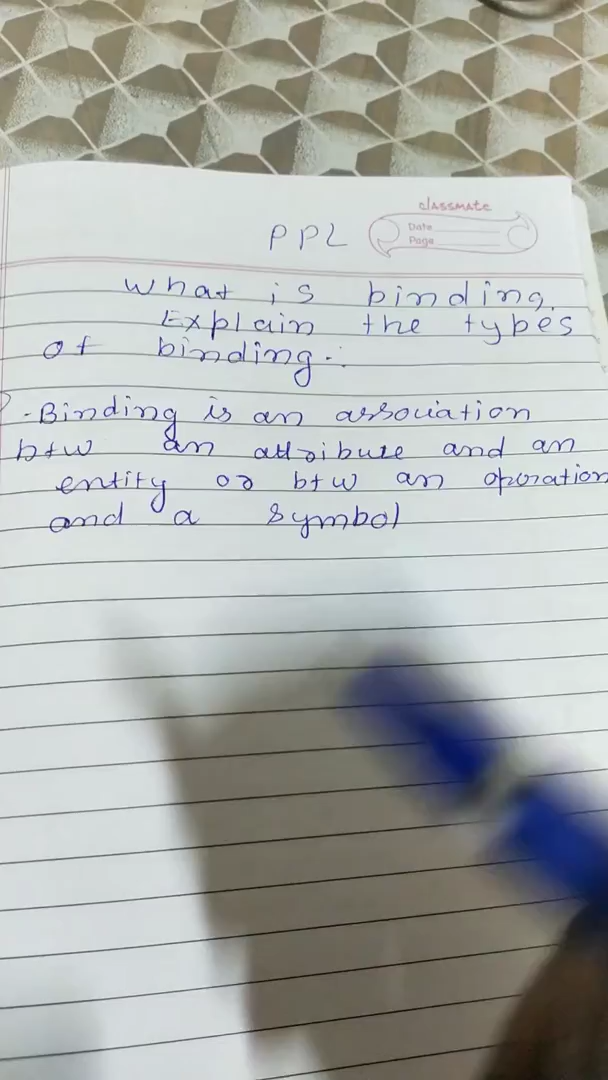 classmate
Date
Page
PPL
What is binding.
Explain the types
of binding.:
- Binding is an association
btw an attribute and an
entity or btw an operation
and a symbol